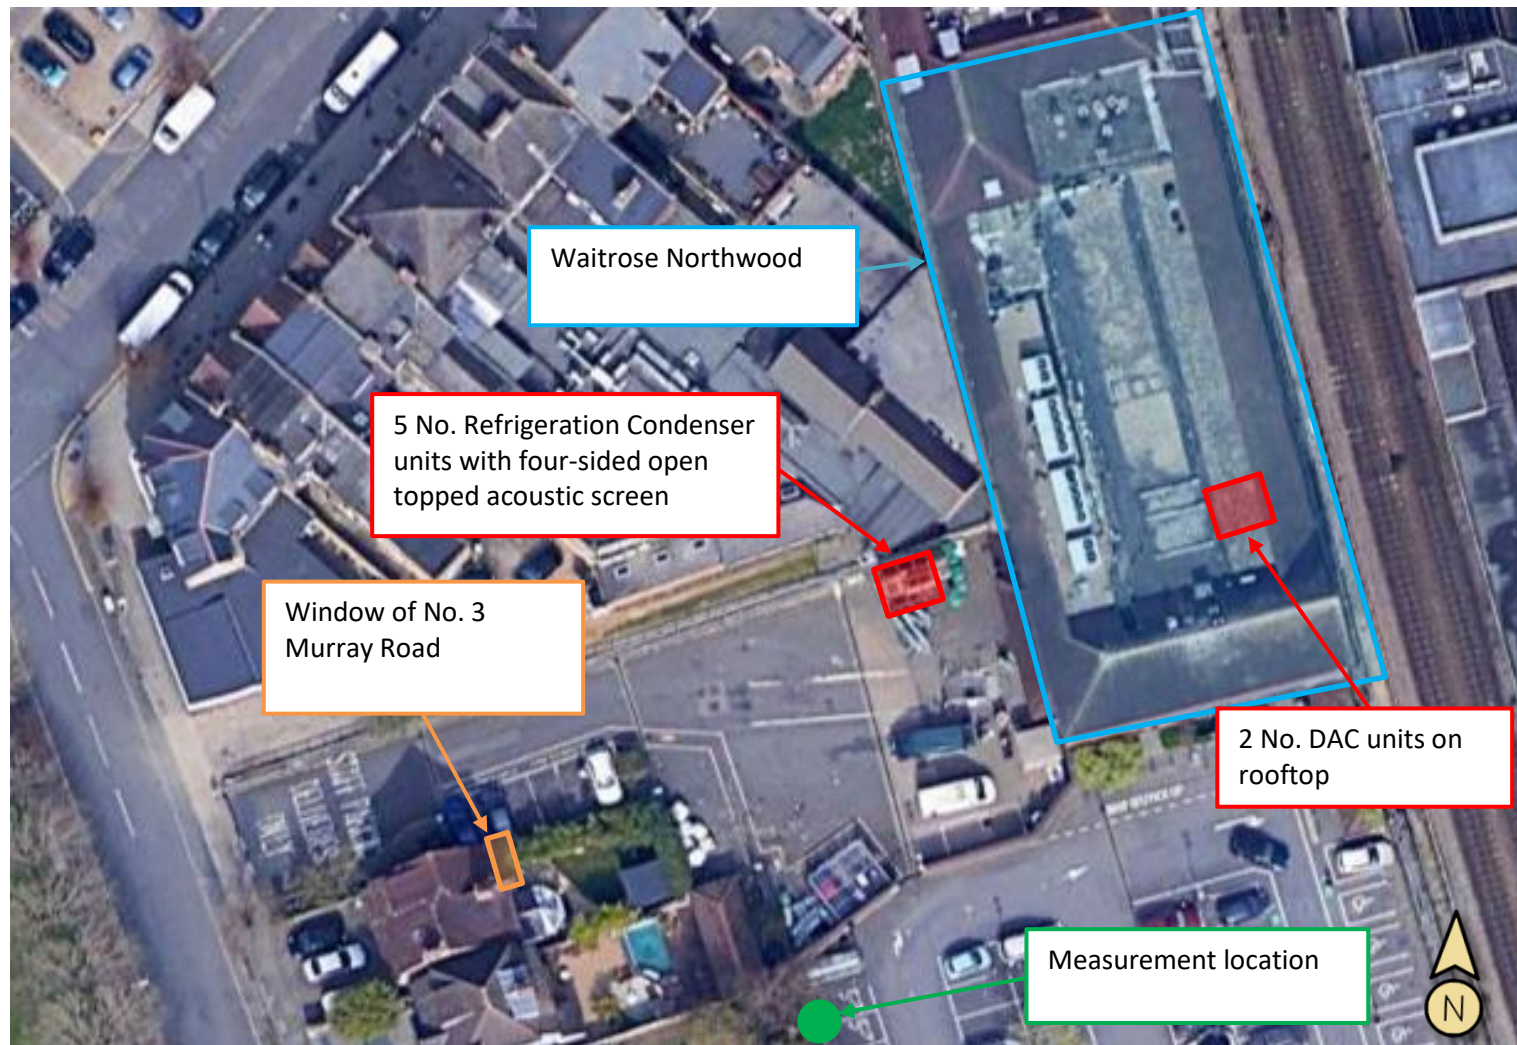 Waitrose Northwood
5 No. Refrigeration Condenser
units with four-sided open
topped acoustic screen
Window of No. 3
Murray Road
2 No. DAC units on
rooftop
Measurement location
N